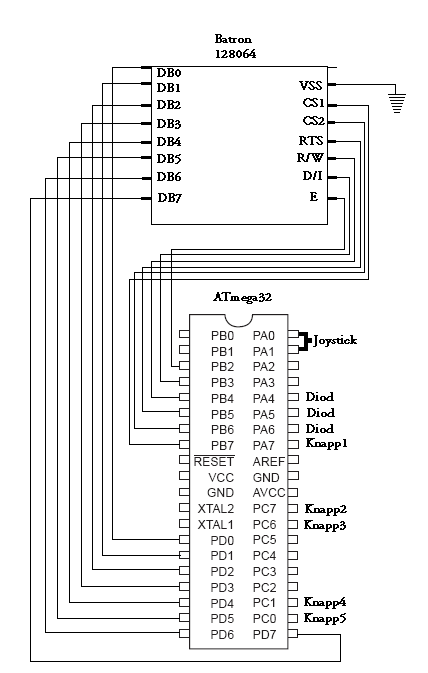 Batron
128064
DB0
DB1
DB2
DB3
DB4
DB5
DB6
DB7
VSS
CS1
CS2
RTS
R/W
D/I
E
ATmega32
PB0 PA0
PB1 PA1
Joystick
PB2 PA2
PB3 PA3
PB4 PA4 Diod
PB5 PA5 Diod
PB6 PA6 Diod
PB7 PA7 Knapp1
RESET AREF
VCC GND
GND AVCC
XTAL2 PC7 Knapp2
XTAL1 PC6 Knapp3
PD0 PC5
PD1 PC4
PD2 PC3
PD3 PC2
PD4 PC1 Knapp4
PD5 PC0 Knapp5
PD6 PD7